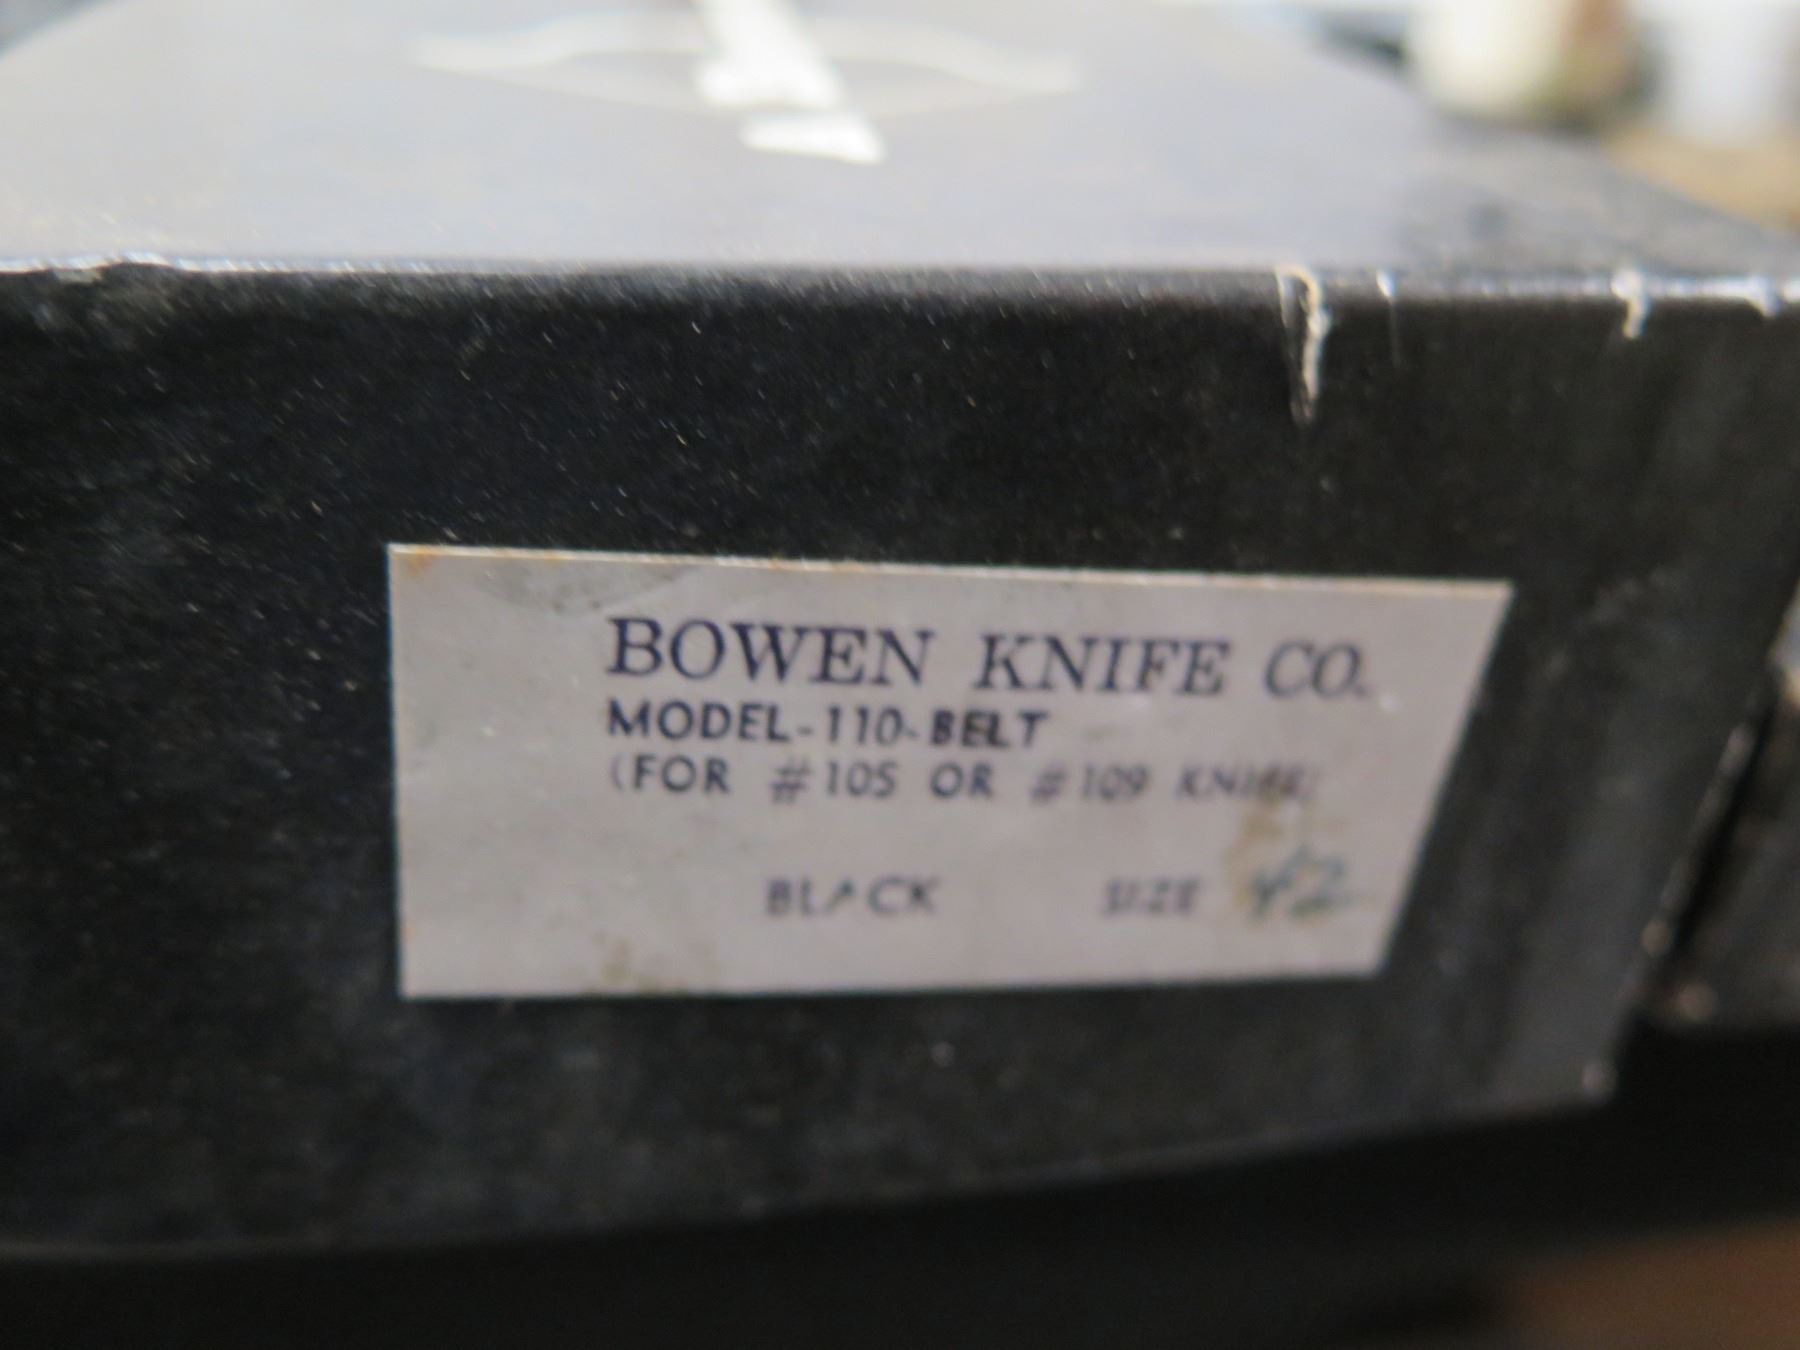 BOWEN KNIFE CO.
MODEL-110-BELT
(FOR #105 OR #109 KNIFE)
BLACK SIZE 42